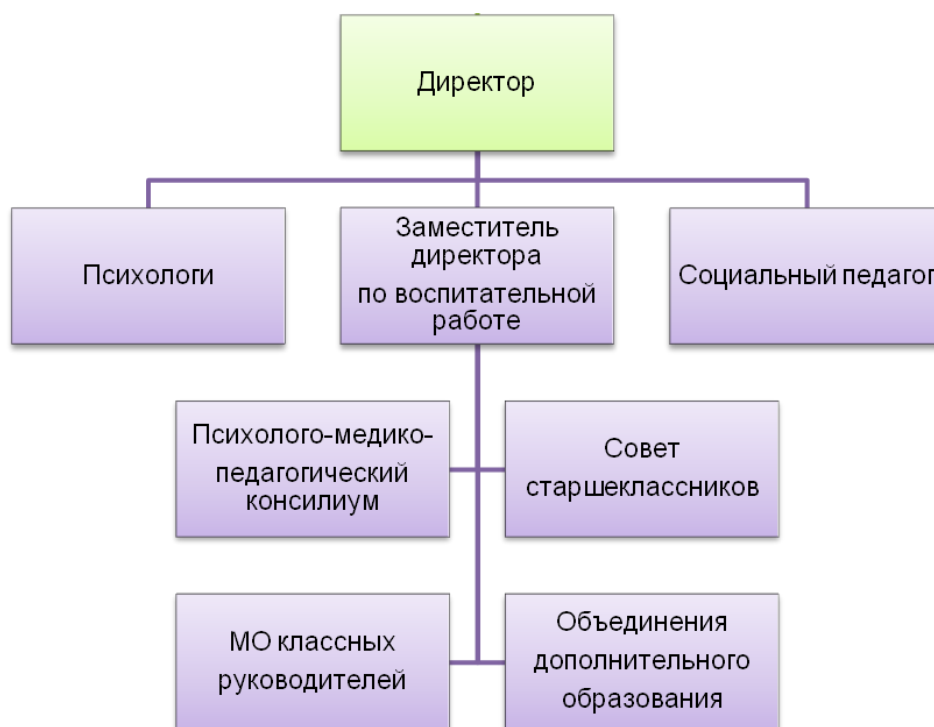 Директор
Психологи
Заместитель
директора
по воспитательной
работе
Социальный педагог
Психолого-медико-
педагогический
консилиум
Совет
старшеклассников
МО классных
руководителей
Объединения
дополнительного
образования